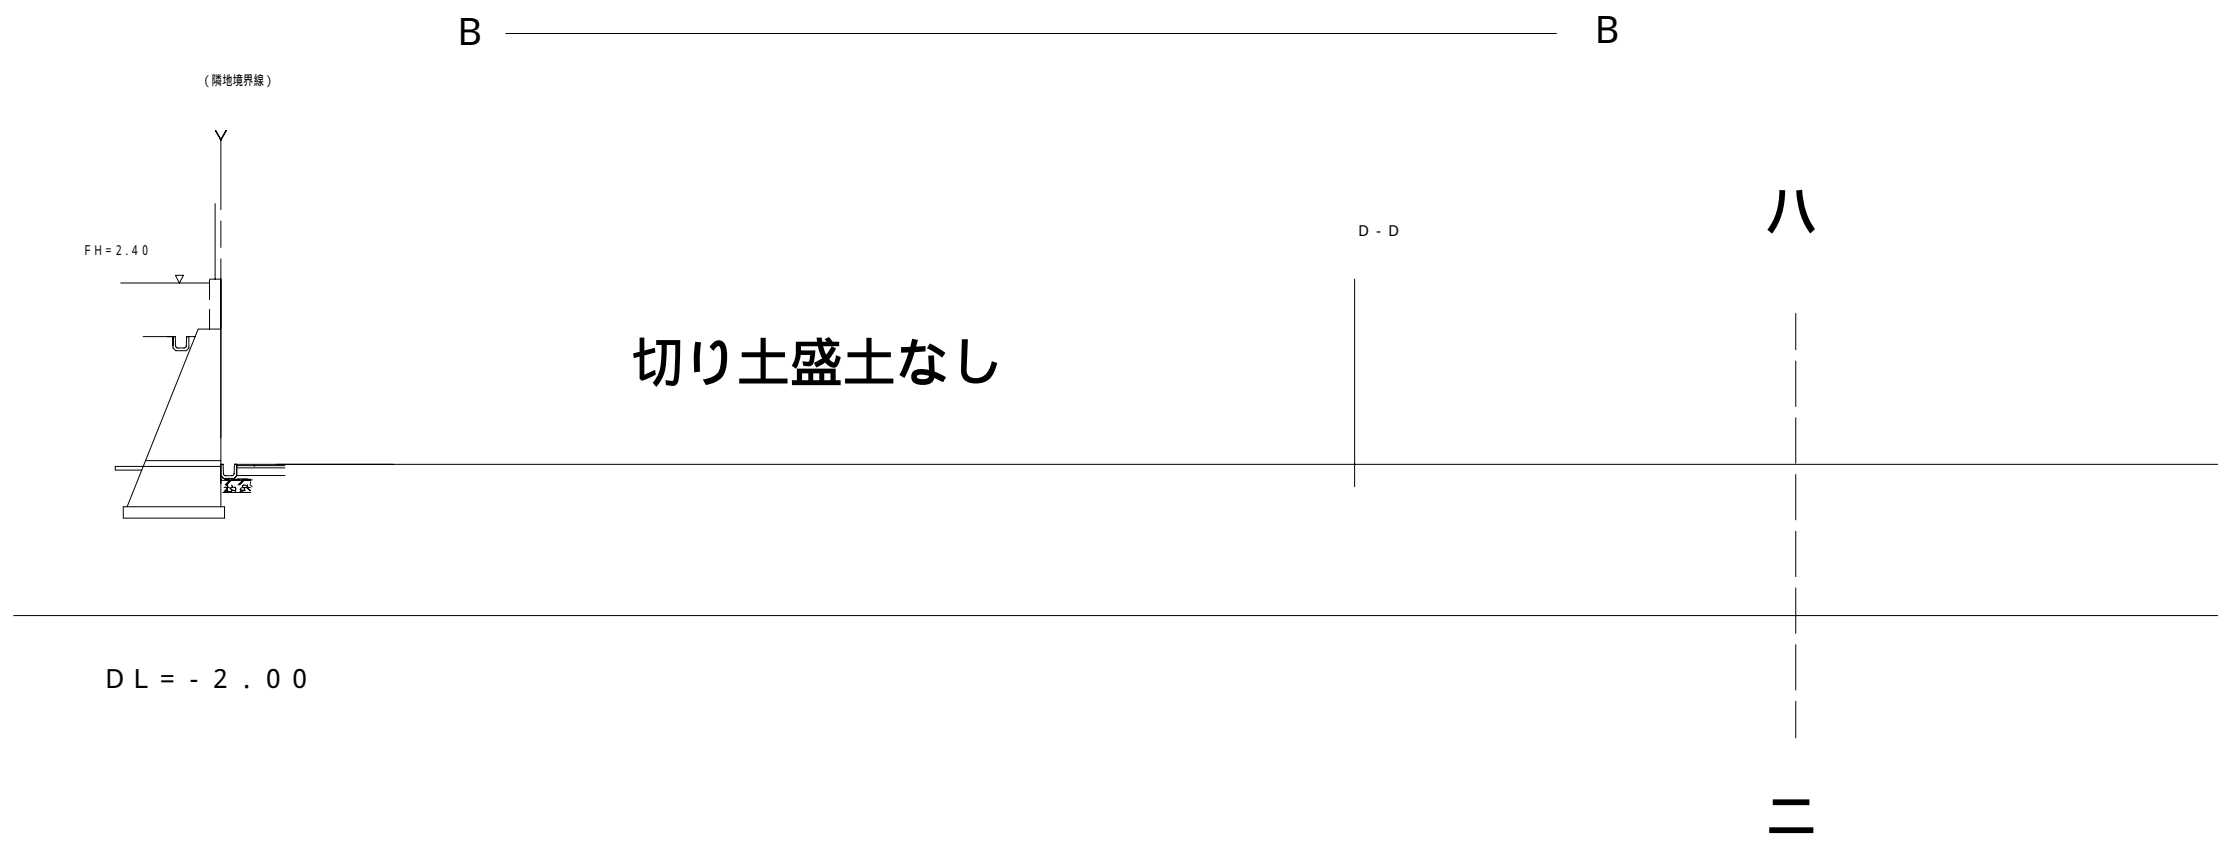 B B
(隣地境界線)
ハ
D-D
FH=2.40
切り土盛土なし
DL=-2.00
ニ